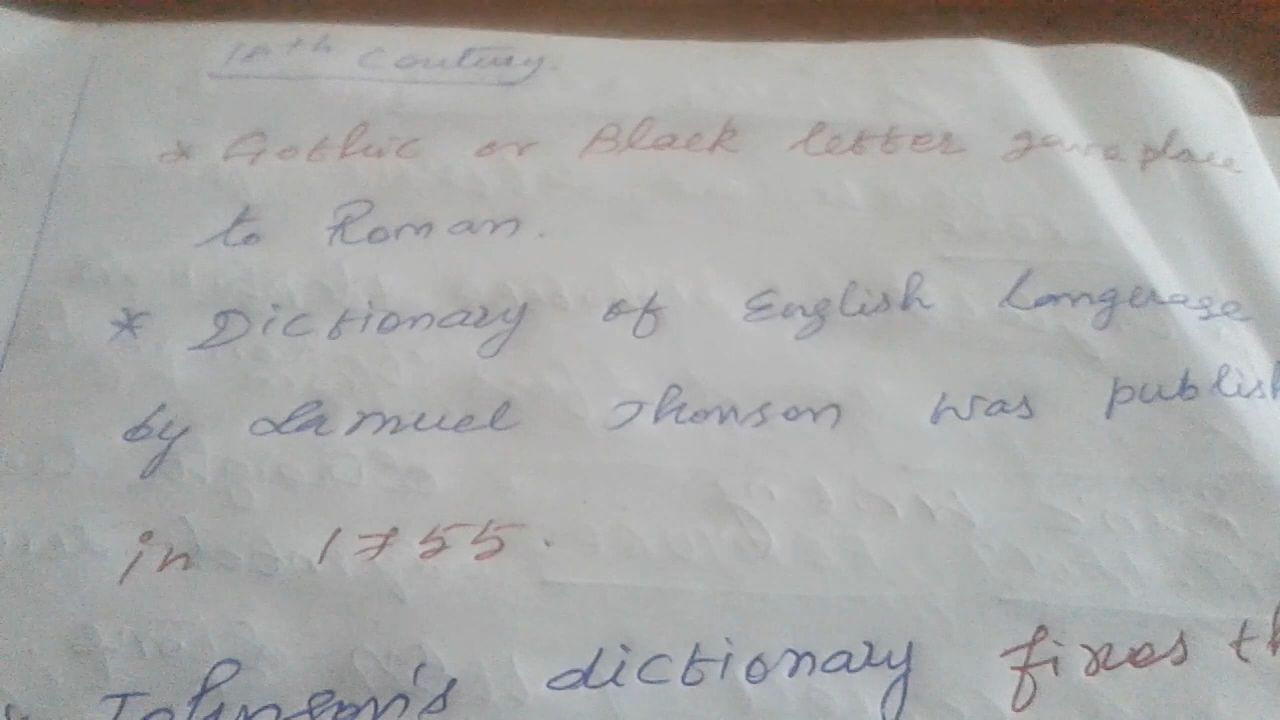 Century.
* Gothic or Black letter gave place
to Roman.
* Dictionary of English Language
by Samuel Jhonson was publish
in 1755.
Johnson's dictionary fixes th